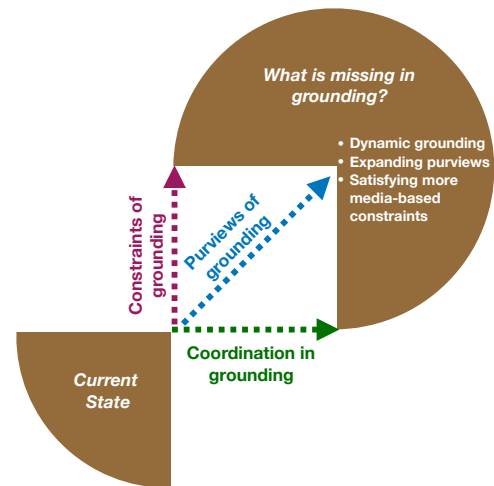 What is missing in
grounding?
• Dynamic grounding
• Expanding purviews
• Satisfying more
media-based
constraints
Constraints of
grounding
Purviews of
grounding
Coordination in
grounding
Current
State